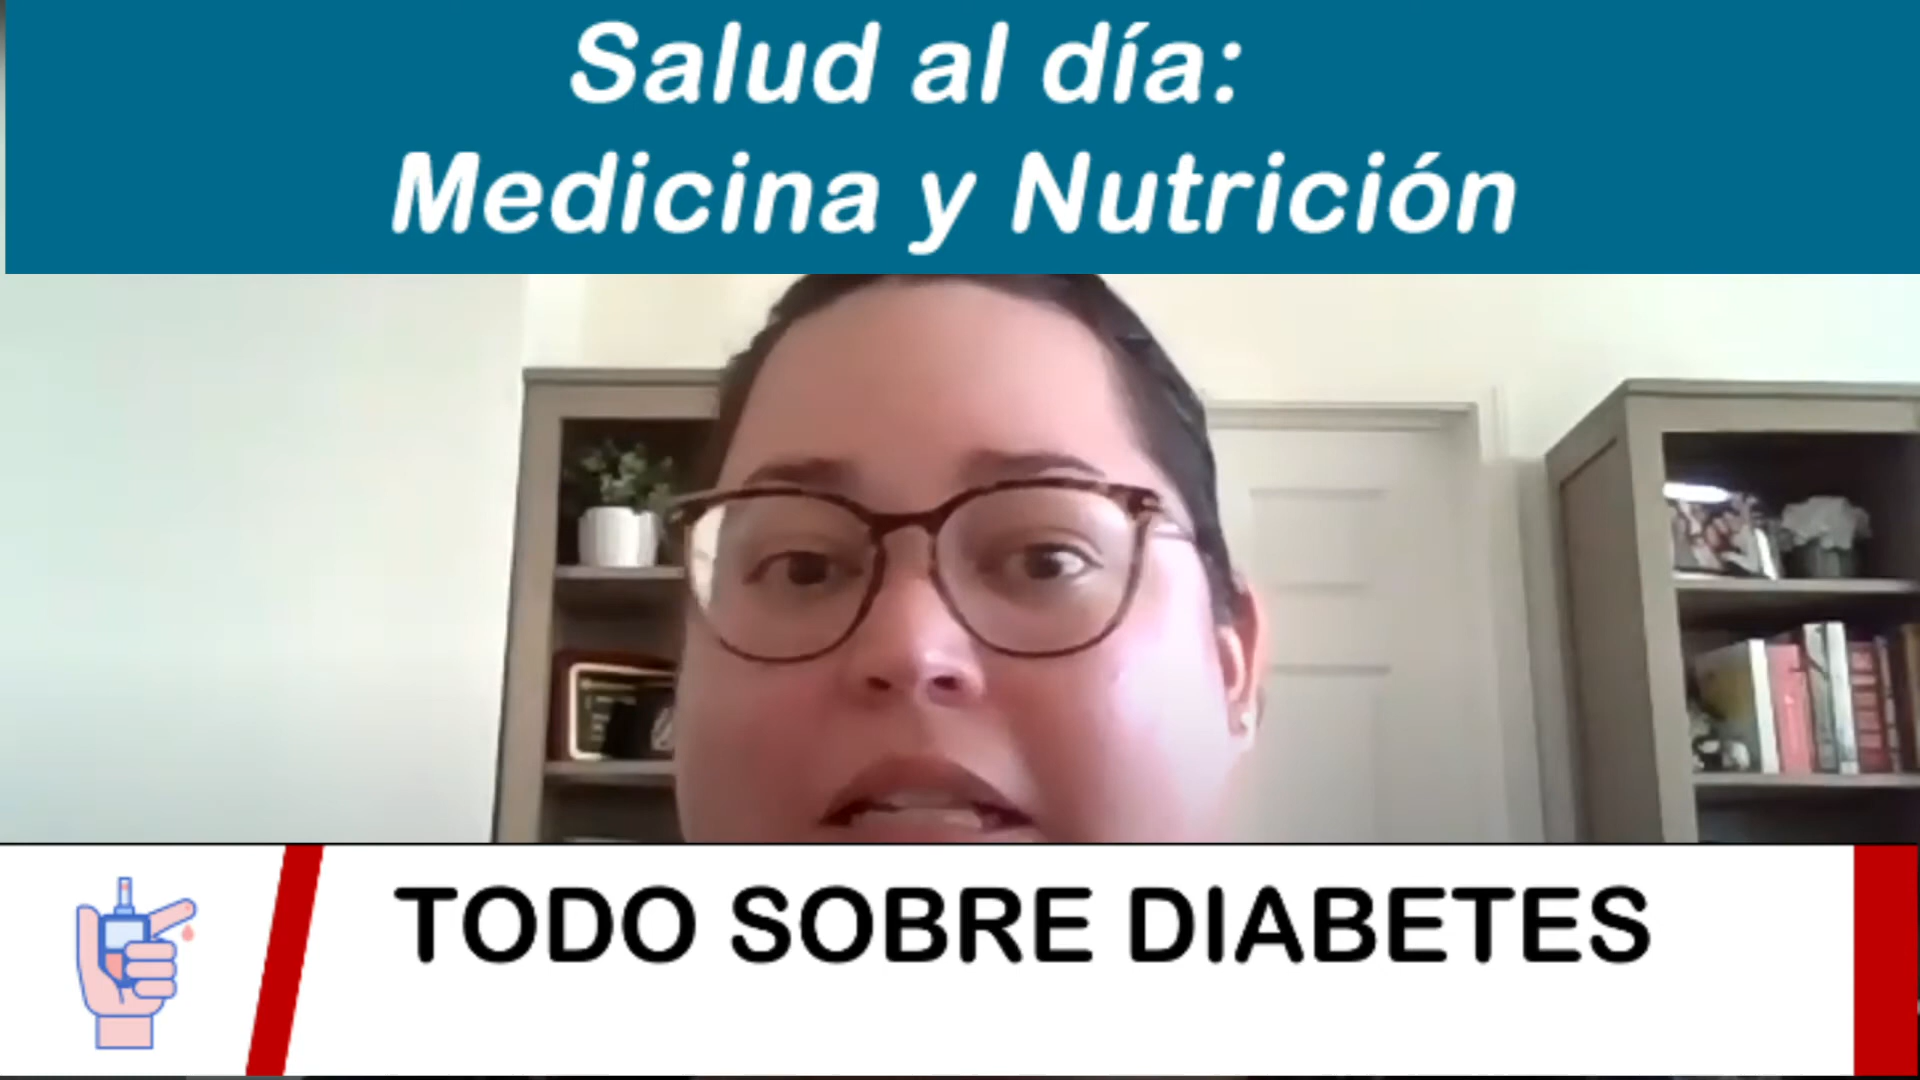 Salud al día:
Medicina y Nutrición
TODO SOBRE DIABETES